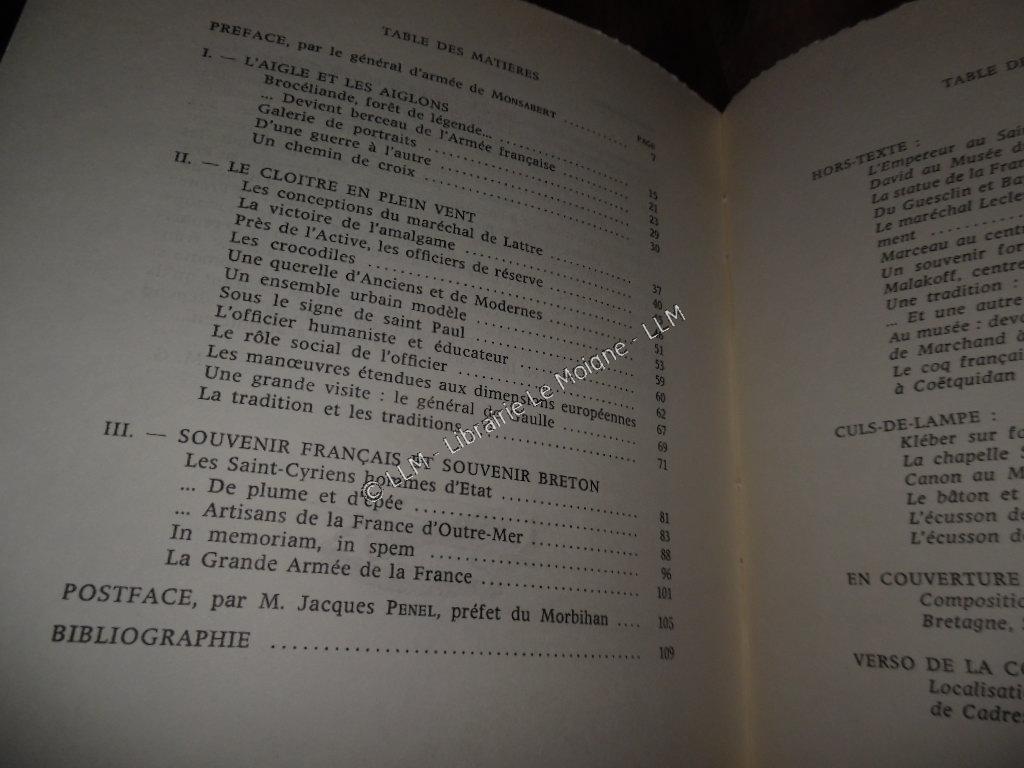 TABLE DES MATIÈRES
PAGE
PRÉFACE, par le général d'armée de MONSABERT .......... 7
I. — L'AIGLE ET LES AIGLONS
Brocéliande, forêt de légende... .......... 15
... Devient berceau de l'Armée française .......... 21
Galerie de portraits .......... 23
D'une guerre à l'autre .......... 29
Un chemin de croix .......... 30
II. — LE CLOITRE EN PLEIN VENT
Les conceptions du maréchal de Lattre .......... 37
La victoire de l'amalgame .......... 40
Près de l'Active, les officiers de réserve ..........
Les crocodiles ..........
Une querelle d'Anciens et de Modernes .......... 51
Un ensemble urbain modèle .......... 53
Sous le signe de saint Paul .......... 59
L'officier humaniste et éducateur .......... 60
Le rôle social de l'officier .......... 62
Les manœuvres étendues aux dimensions européennes 67
Une grande visite : le général de Gaulle .......... 69
La tradition et les traditions .......... 71
III. — SOUVENIR FRANÇAIS ET SOUVENIR BRETON
Les Saint-Cyriens hommes d'Etat .......... 81
... De plume et d'épée .......... 83
... Artisans de la France d'Outre-Mer .......... 88
In memoriam, in spem .......... 96
La Grande Armée de la France .......... 101
POSTFACE, par M. Jacques PENEL, préfet du Morbihan .... 105
BIBLIOGRAPHIE .......... 109
© LLM - Librairie Le Moigne - LLM
TABLE DE
HORS-TEXTE :
L'Empereur au Sai
David au Musée d
La statue de la Fran
Du Guesclin et Ba
Le maréchal Lecle
ment ..........
Marceau au cent
Un souvenir for
Malakoff, centre
Une tradition :
... Et une autre
Au musée : devo
de Marchand à
Le coq françai
à Coëtquidan
CULS-DE-LAMPE :
Kléber sur fo
La chapelle S
Canon au M
Le bâton et
L'écusson de
L'écusson de
EN COUVERTURE
Compositio
Bretagne,
VERSO DE LA CO
Localisati
de Cadre